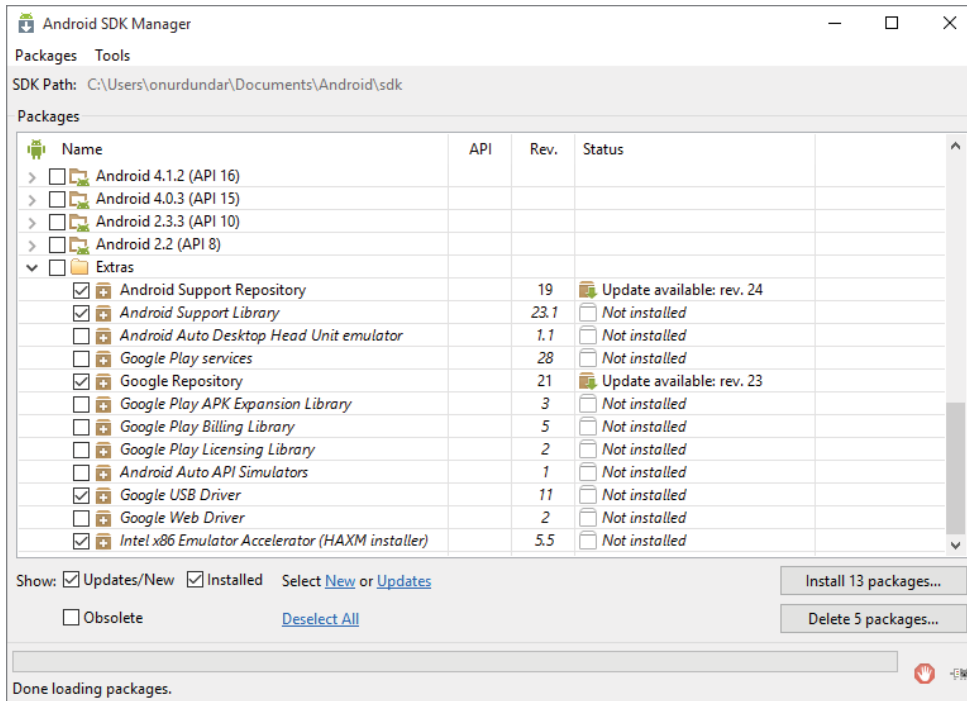 Android SDK Manager
Packages Tools
SDK Path: C:\Users\onurdundar\Documents\Android\sdk
Packages
Name API Rev. Status
Android 4.1.2 (API 16)
Android 4.0.3 (API 15)
Android 2.3.3 (API 10)
Android 2.2 (API 8)
Extras
Android Support Repository 19 Update available: rev. 24
Android Support Library 23.1 Not installed
Android Auto Desktop Head Unit emulator 1.1 Not installed
Google Play services 28 Not installed
Google Repository 21 Update available: rev. 23
Google Play APK Expansion Library 3 Not installed
Google Play Billing Library 5 Not installed
Google Play Licensing Library 2 Not installed
Android Auto API Simulators 1 Not installed
Google USB Driver 11 Not installed
Google Web Driver 2 Not installed
Intel x86 Emulator Accelerator (HAXM installer) 5.5 Not installed
Show: Updates/New Installed Select New or Updates Install 13 packages...
Obsolete Deselect All Delete 5 packages...
Done loading packages.